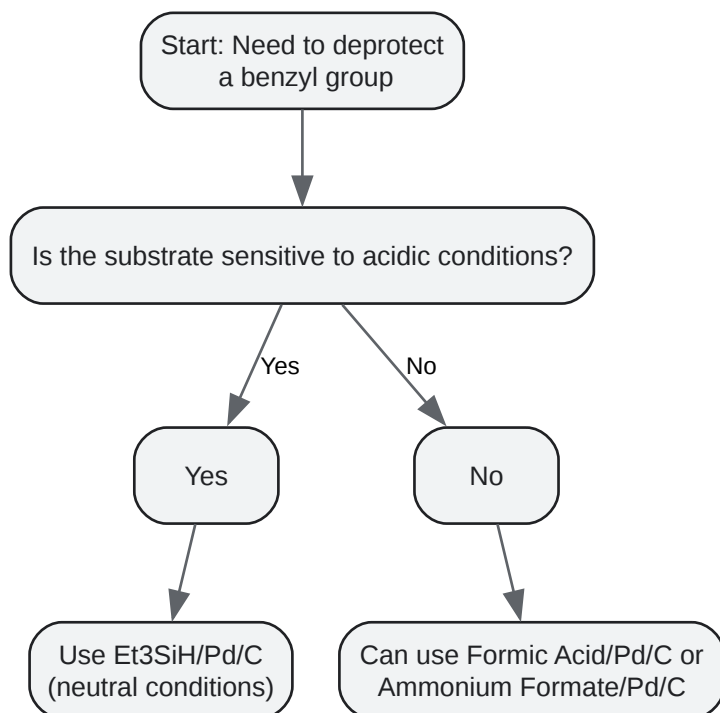 Start: Need to deprotect
a benzyl group
Is the substrate sensitive to acidic conditions?
Yes
No
Yes
No
Use Et3SiH/Pd/C
(neutral conditions)
Can use Formic Acid/Pd/C or
Ammonium Formate/Pd/C